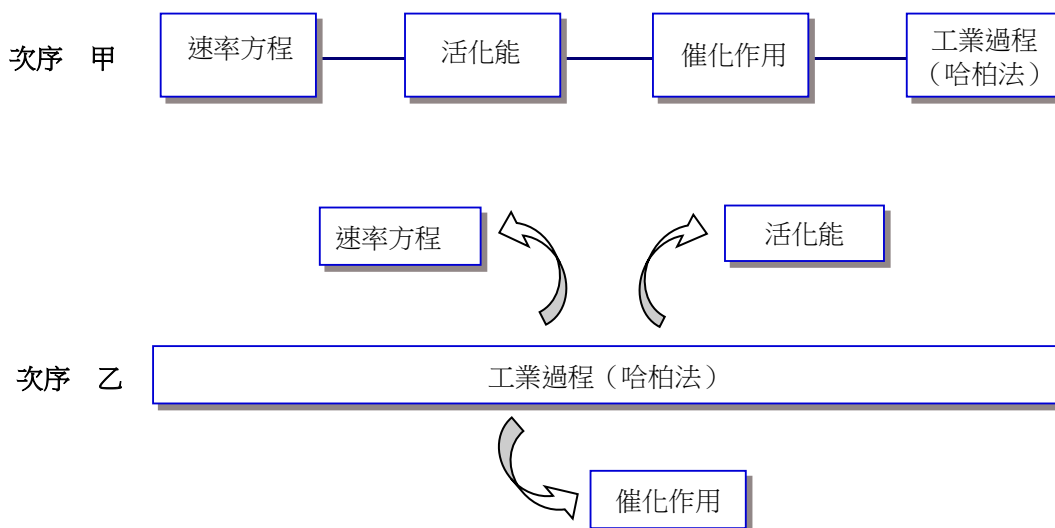 次序 甲
速率方程
活化能
催化作用
工業過程
（哈柏法）
速率方程
活化能
次序 乙
工業過程（哈柏法）
催化作用